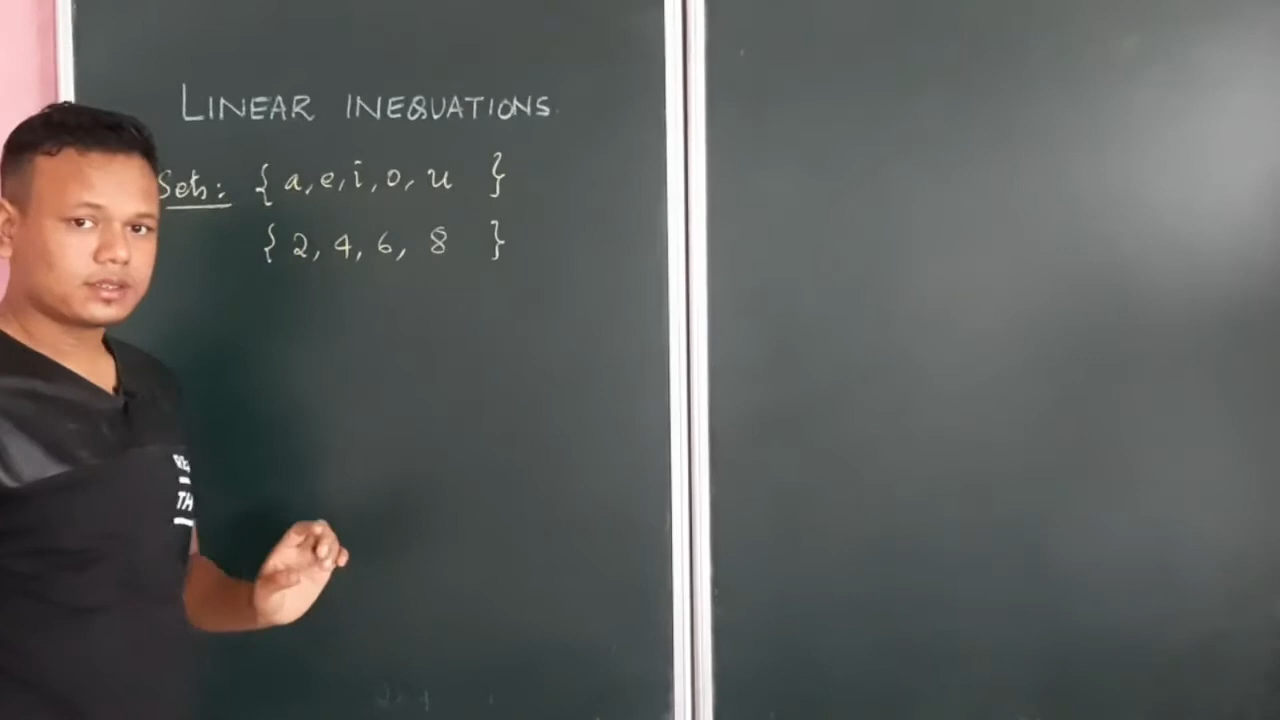 LINEAR INEQUATIONS
Sets: { a, e, i, o, u }
{ 2, 4, 6, 8 }